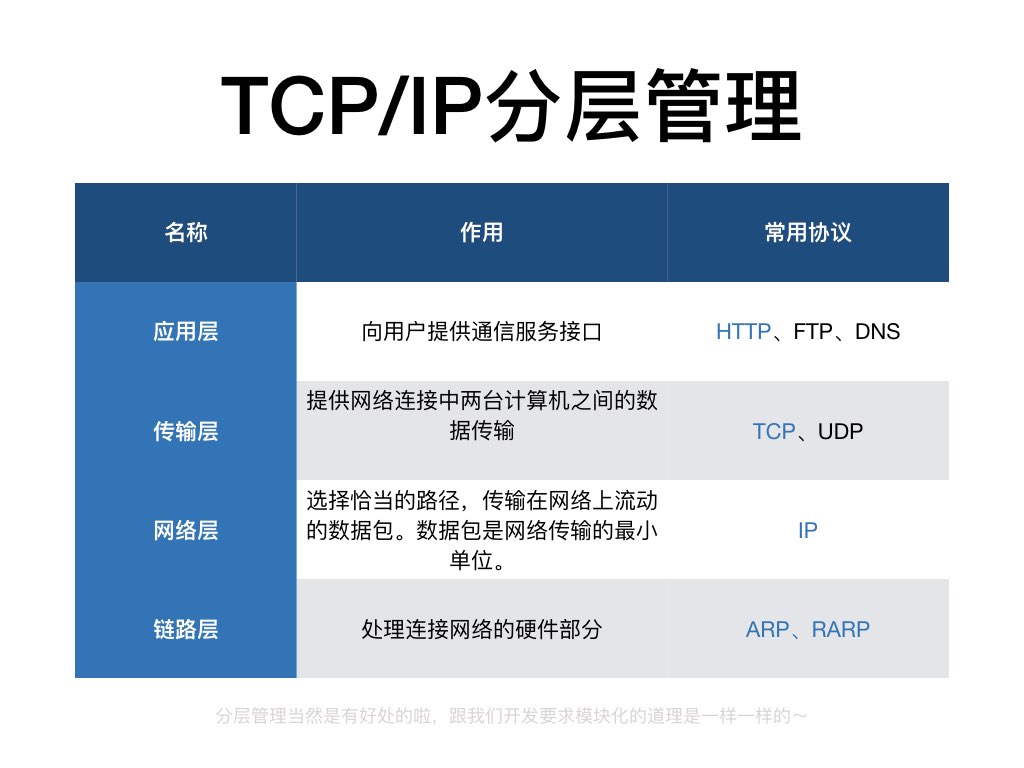 TCP/IP分层管理
名称
作用
常用协议
应用层
向用户提供通信服务接口
HTTP、FTP、DNS
传输层
提供网络连接中两台计算机之间的数
据传输
TCP、UDP
网络层
选择恰当的路径，传输在网络上流动
的数据包。数据包是网络传输的最小
单位。
IP
链路层
处理连接网络的硬件部分
ARP、RARP
分层管理当然是有好处的啦，跟我们开发要求模块化的道理是一样一样的～